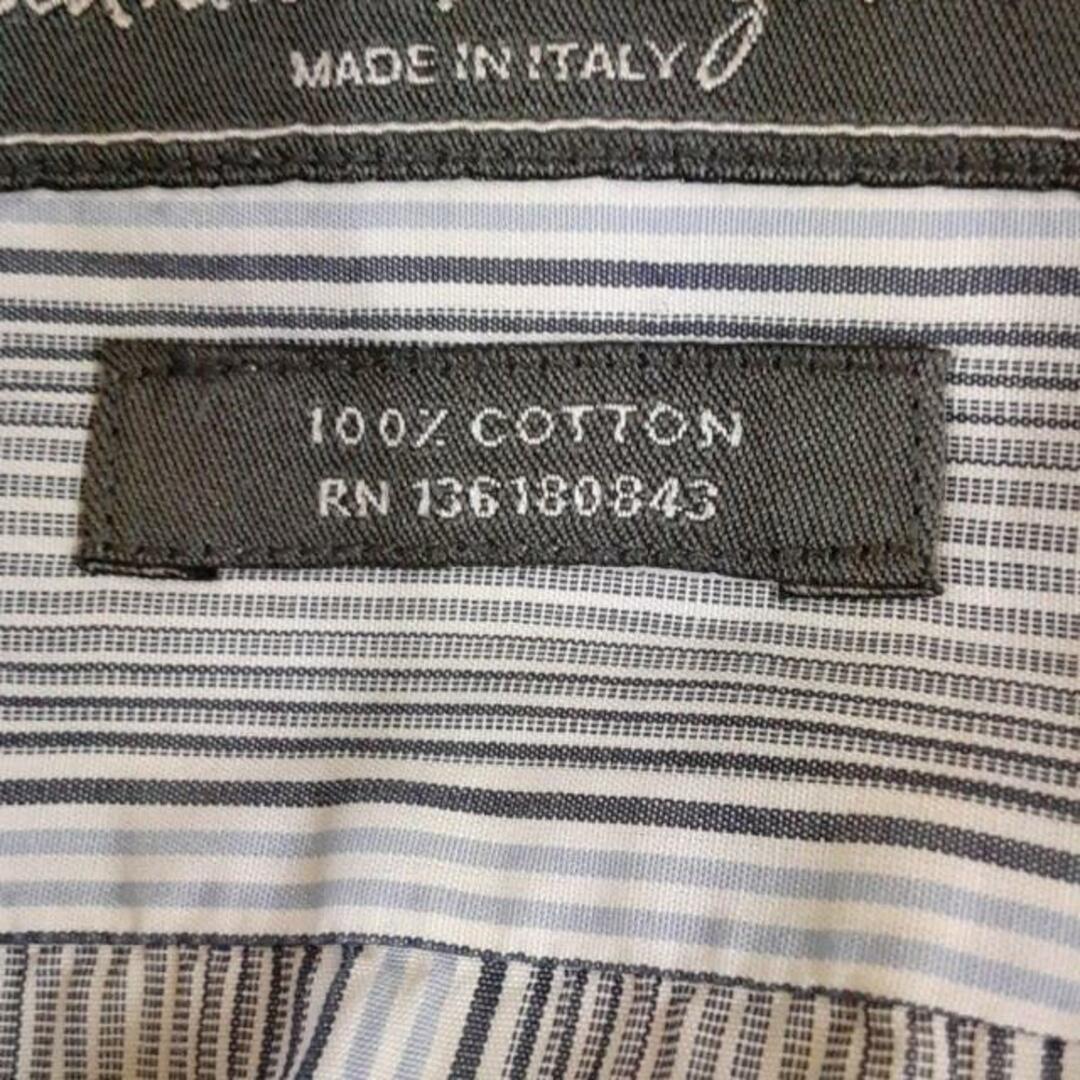 MADE IN ITALY
100% COTTON
RN 136180843